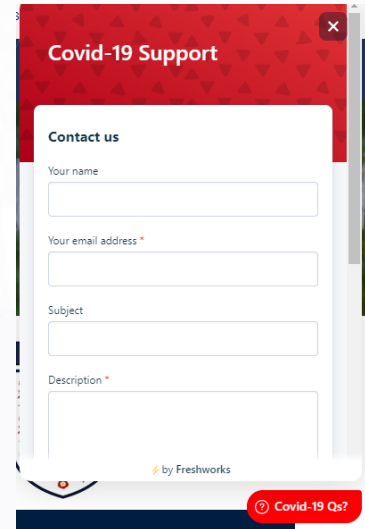 Covid-19 Support
Contact us
Your name
Your email address *
Subject
Description *
⚡ by Freshworks
Covid-19 Qs?